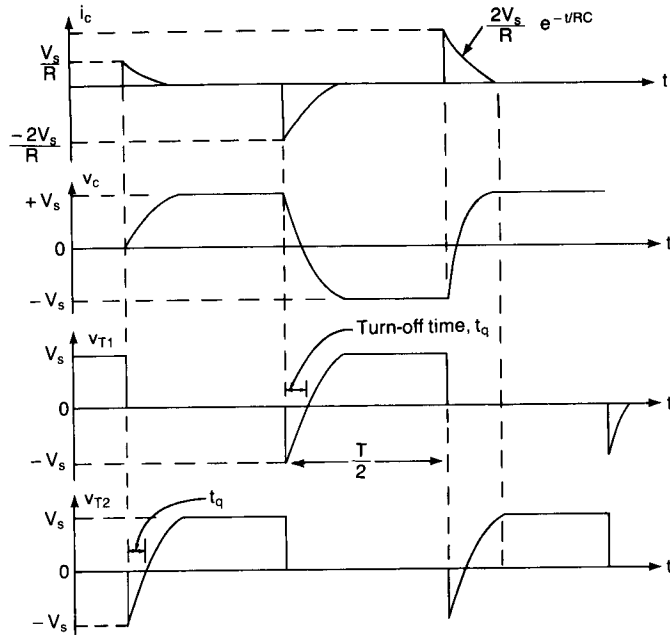 i_c
2V_s/R e^{-t/RC}
V_s/R
t
-2V_s/R
v_c
+V_s
0
t
-V_s
Turn-off time, t_q
v_T1
V_s
0
t
-V_s
T/2
v_T2
t_q
V_s
0
t
-V_s